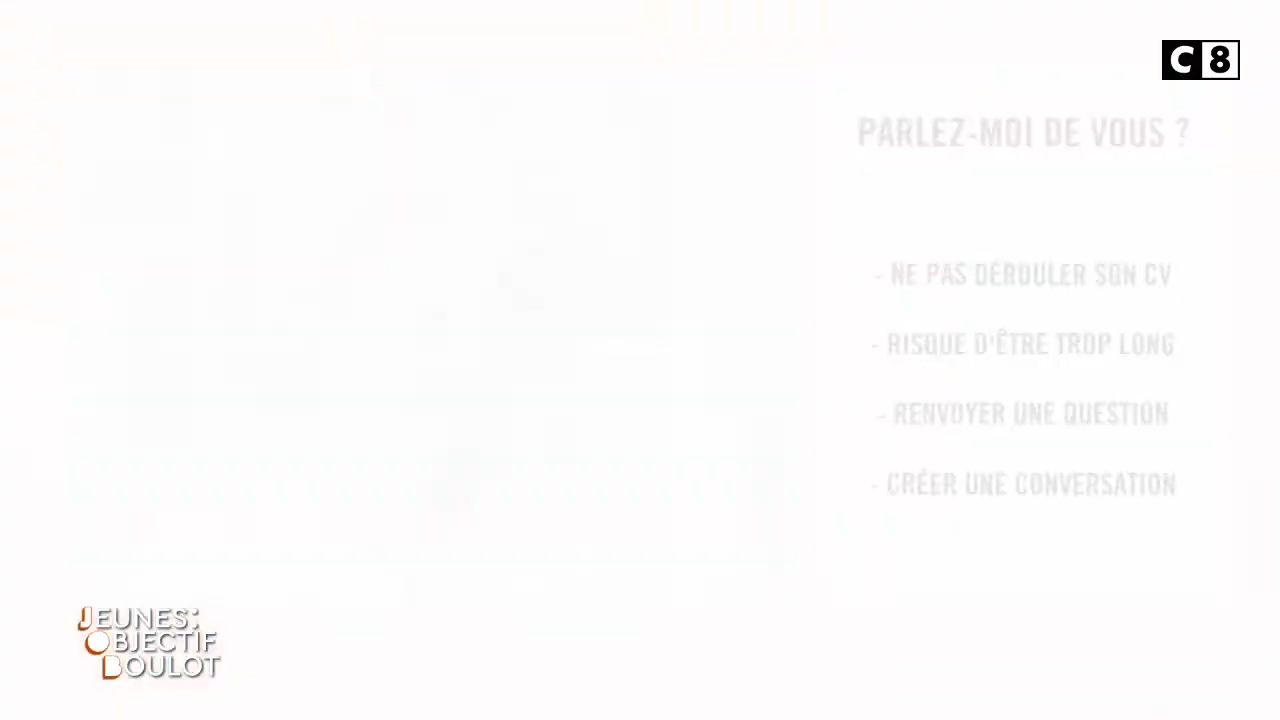 C8
PARLEZ-MOI DE VOUS ?
- NE PAS DÉROULER SON CV
- RISQUE D'ÊTRE TROP LONG
- RENVOYER UNE QUESTION
- CRÉER UNE CONVERSATION
JEUNES:
OBJECTIF
BOULOT